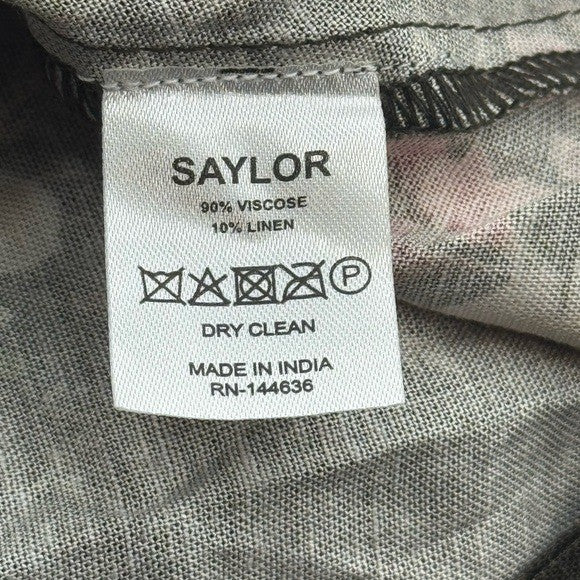 SAYLOR
90% VISCOSE
10% LINEN
P
DRY CLEAN
MADE IN INDIA
RN-144636